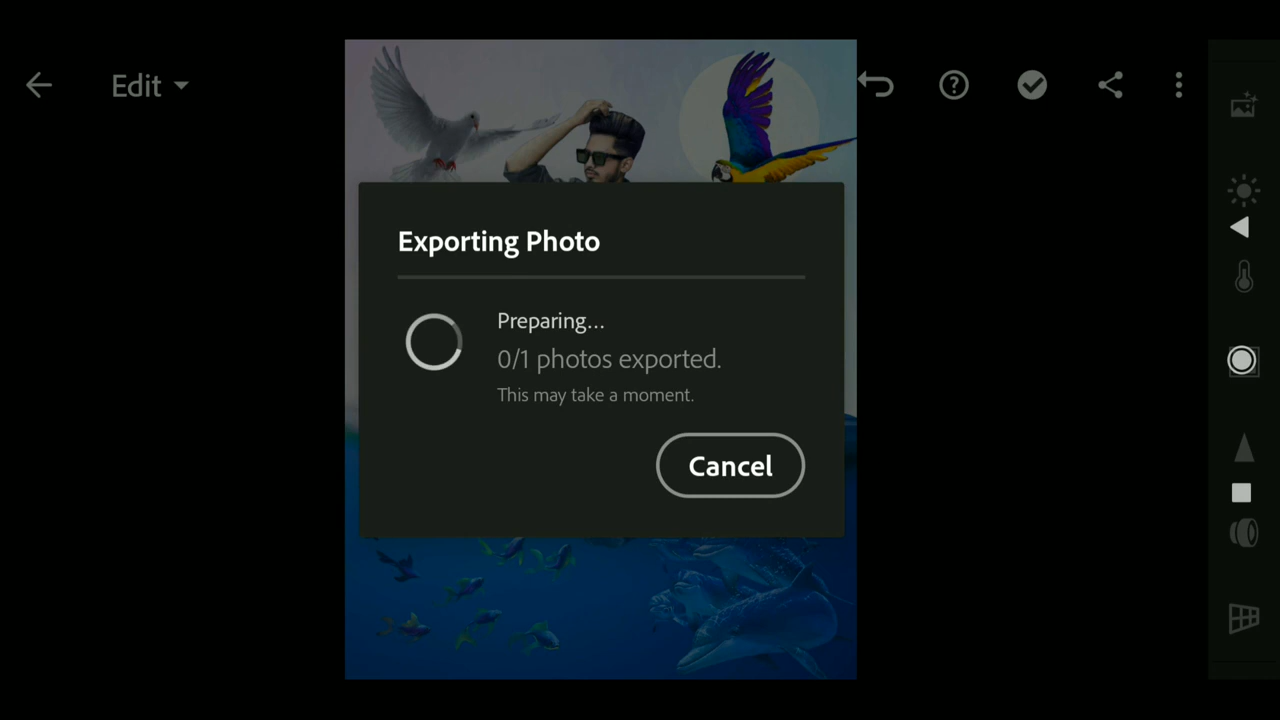 Edit
Exporting Photo
Preparing...
0/1 photos exported.
This may take a moment.
Cancel